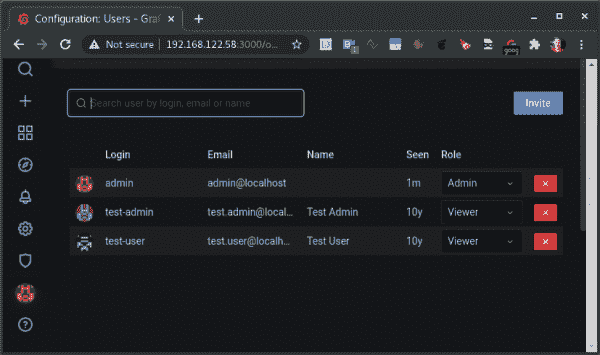 Configuration: Users - Graf
Not secure | 192.168.122.58:3000/o...
Search user by login, email or name
Invite
Login Email Name Seen Role
admin admin@localhost 1m Admin
test-admin test.admin@local... Test Admin 10y Viewer
test-user test.user@localh... Test User 10y Viewer